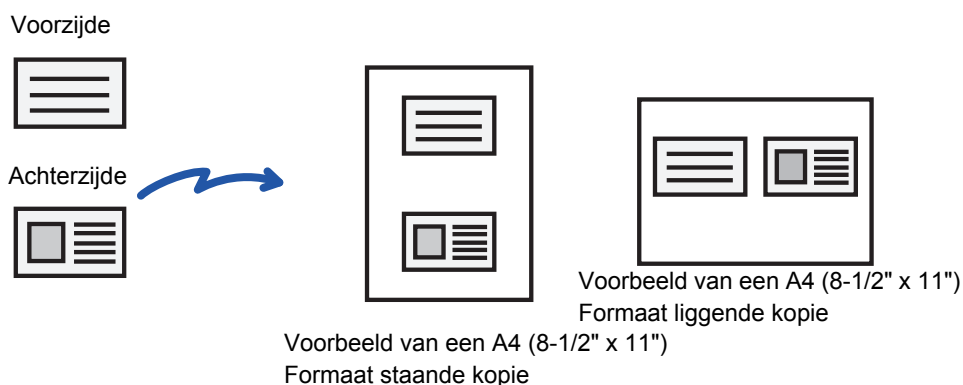 Voorzijde
Achterzijde
Voorbeeld van een A4 (8-1/2" x 11")
Formaat staande kopie
Voorbeeld van een A4 (8-1/2" x 11")
Formaat liggende kopie